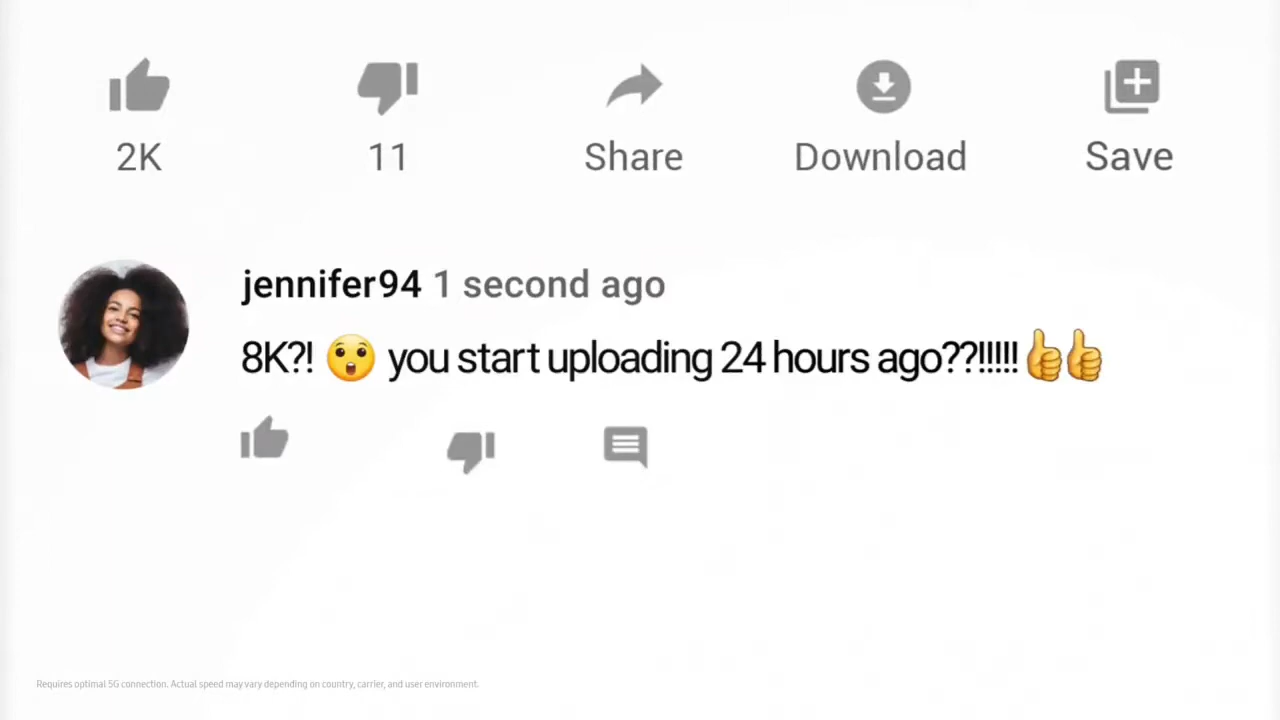 2K 11 Share Download Save
jennifer94 1 second ago
8K?! 😲 you start uploading 24 hours ago??!!!!! 👍👍
Requires optimal 5G connection. Actual speed may vary depending on country, carrier, and user environment.